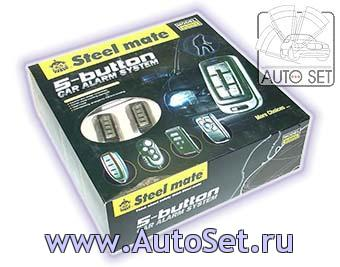 Steel mate
5-button
CAR ALARM SYSTEM
AUTO SET
More Choices ...
Steel mate
5-button
CAR ALARM SYSTEM
www.AutoSet.ru